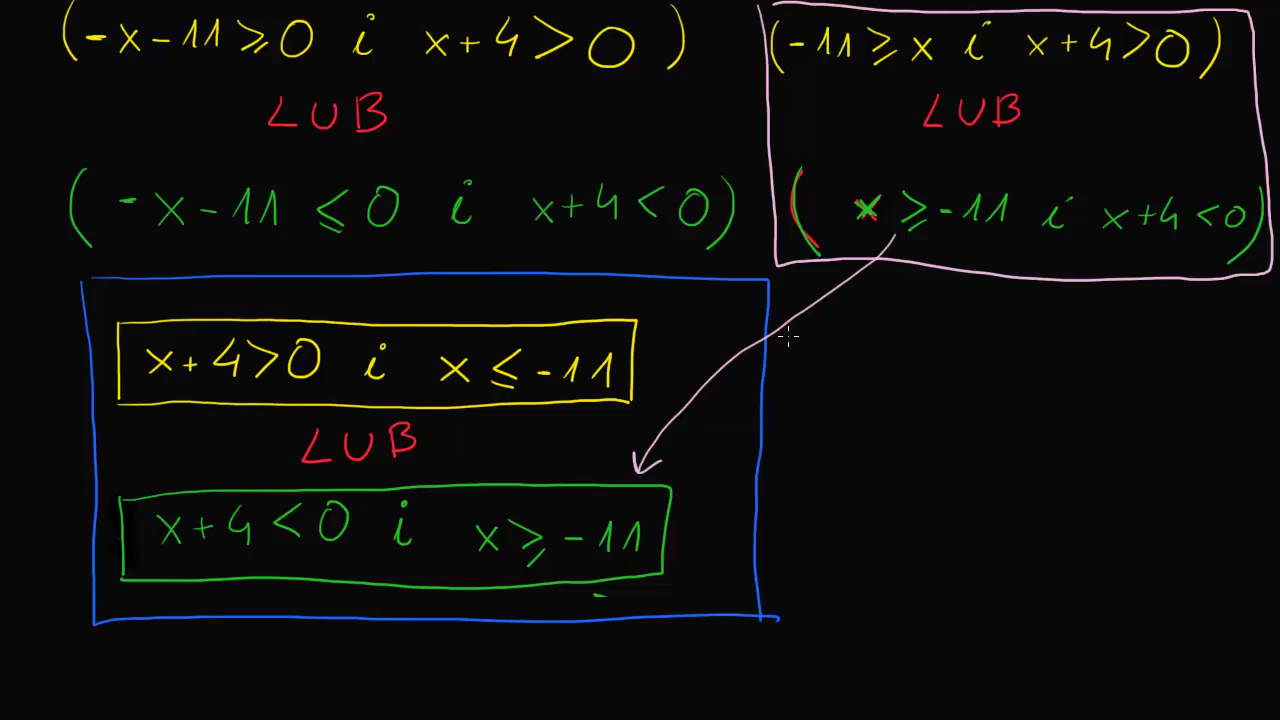 (-x-11≥0 i x+4>0)
LUB
(-x-11≤0 i x+4<0)
(-11≥x i x+4>0)
LUB
(x≥-11 i x+4<0)
x+4>0 i x≤-11
LUB
x+4<0 i x≥-11